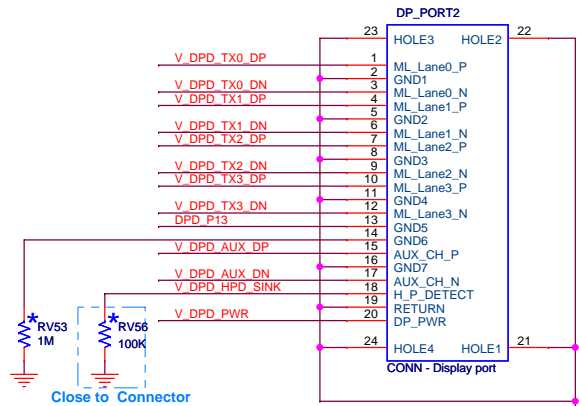 DP_PORT2
23 HOLE3 HOLE2 22
V_DPD_TX0_DP 1 ML_Lane0_P
2 GND1
V_DPD_TX0_DN 3 ML_Lane0_N
V_DPD_TX1_DP 4 ML_Lane1_P
5 GND2
V_DPD_TX1_DN 6 ML_Lane1_N
V_DPD_TX2_DP 7 ML_Lane2_P
8 GND3
V_DPD_TX2_DN 9 ML_Lane2_N
V_DPD_TX3_DP 10 ML_Lane3_P
11 GND4
V_DPD_TX3_DN 12 ML_Lane3_N
DPD_P13 13 GND5
14 GND6
V_DPD_AUX_DP 15 AUX_CH_P
16 GND7
V_DPD_AUX_DN 17 AUX_CH_N
V_DPD_HPD_SINK 18 H_P_DETECT
19 RETURN
V_DPD_PWR 20 DP_PWR
24 HOLE4 HOLE1 21
CONN - Display port
* RV53
1M
* RV56
100K
Close to Connector